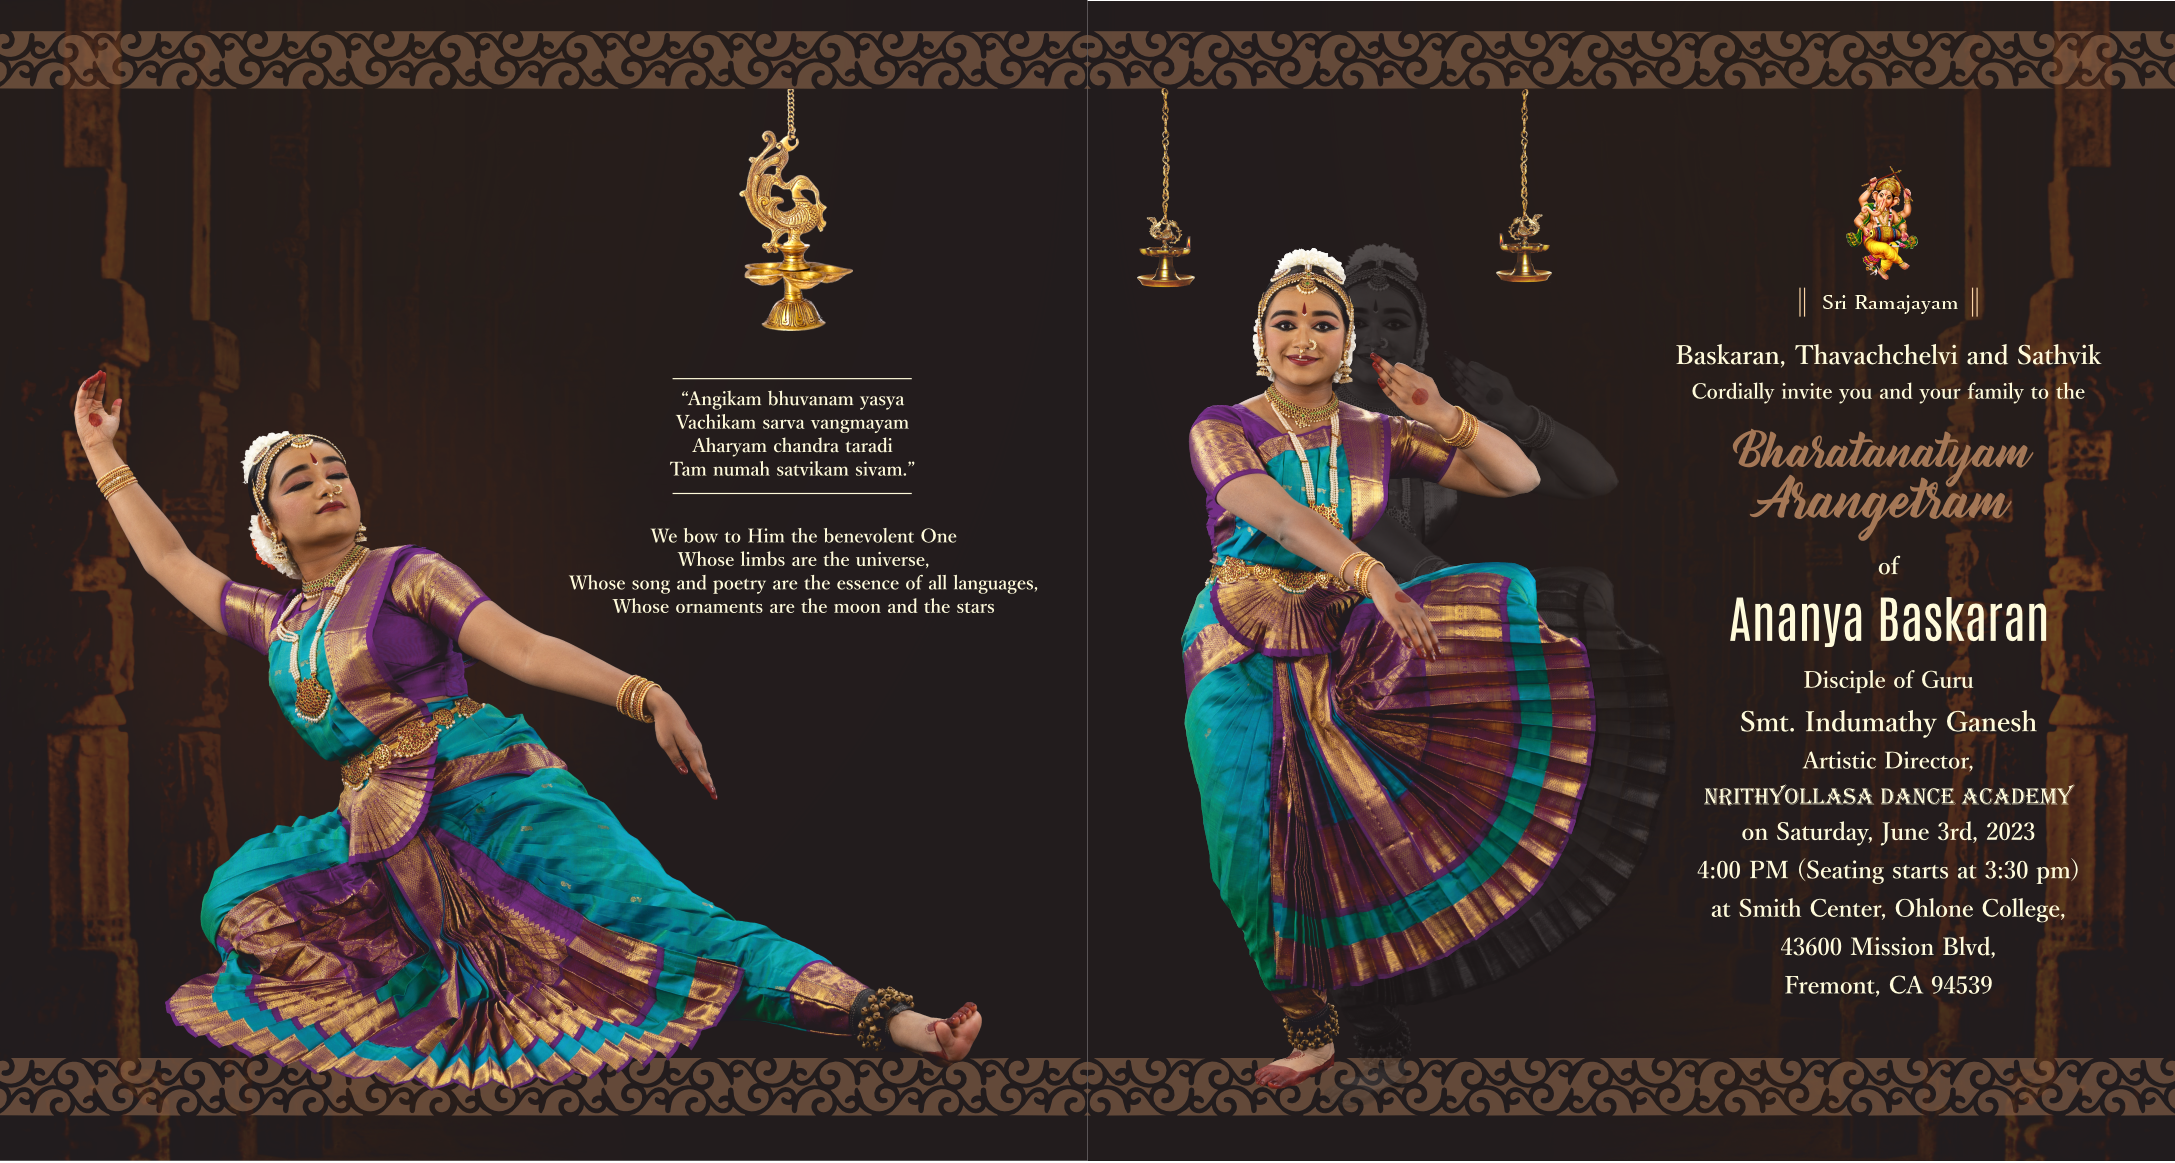 “Angikam bhuvanam yasya
Vachikam sarva vangmayam
Aharyam chandra taradi
Tam numah satvikam sivam.”
We bow to Him the benevolent One
Whose limbs are the universe,
Whose song and poetry are the essence of all languages,
Whose ornaments are the moon and the stars
|| Sri Ramajayam ||
Baskaran, Thavachchelvi and Sathvik
Cordially invite you and your family to the
Bharatanatyam
Arangetram
of
Ananya Baskaran
Disciple of Guru
Smt. Indumathy Ganesh
Artistic Director,
NRITHYOLLASA DANCE ACADEMY
on Saturday, June 3rd, 2023
4:00 PM (Seating starts at 3:30 pm)
at Smith Center, Ohlone College,
43600 Mission Blvd,
Fremont, CA 94539